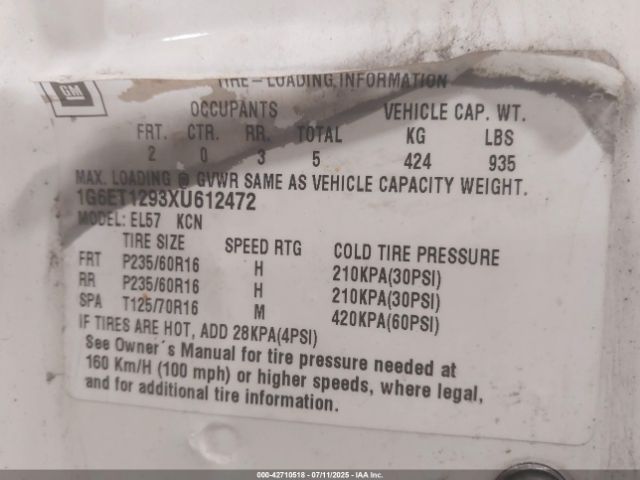 GM
TIRE-LOADING INFORMATION
OCCUPANTS VEHICLE CAP. WT.
FRT. CTR. RR. TOTAL KG LBS
2 0 3 5 424 935
MAX. LOADING @ GVWR SAME AS VEHICLE CAPACITY WEIGHT.
1G6ET1293XU612472
MODEL: EL57 KCN
TIRE SIZE SPEED RTG COLD TIRE PRESSURE
FRT P235/60R16 H 210KPA(30PSI)
RR P235/60R16 H 210KPA(30PSI)
SPA T125/70R16 M 420KPA(60PSI)
IF TIRES ARE HOT, ADD 28KPA(4PSI)
See Owner´s Manual for tire pressure needed at
160 Km/H (100 mph) or higher speeds, where legal,
and for additional tire information.
000-42710518 - 07/11/2025 - IAA Inc.